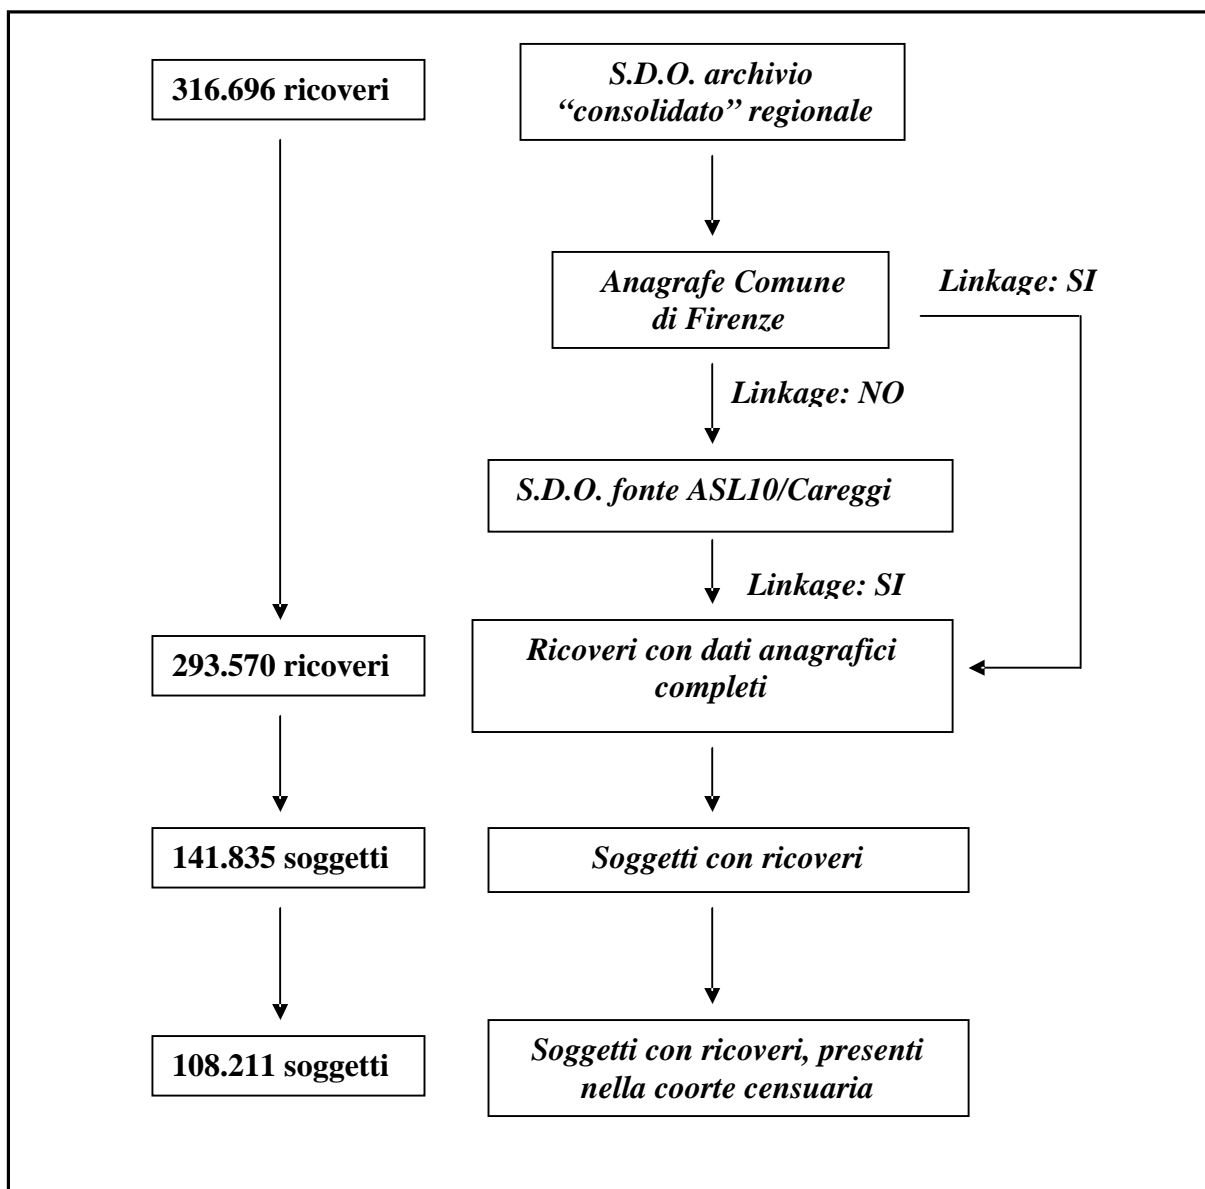 316.696 ricoveri
S.D.O. archivio
“consolidato” regionale
Anagrafe Comune
di Firenze
Linkage: SI
Linkage: NO
S.D.O. fonte ASL10/Careggi
Linkage: SI
293.570 ricoveri
Ricoveri con dati anagrafici
completi
141.835 soggetti
Soggetti con ricoveri
108.211 soggetti
Soggetti con ricoveri, presenti
nella coorte censuaria